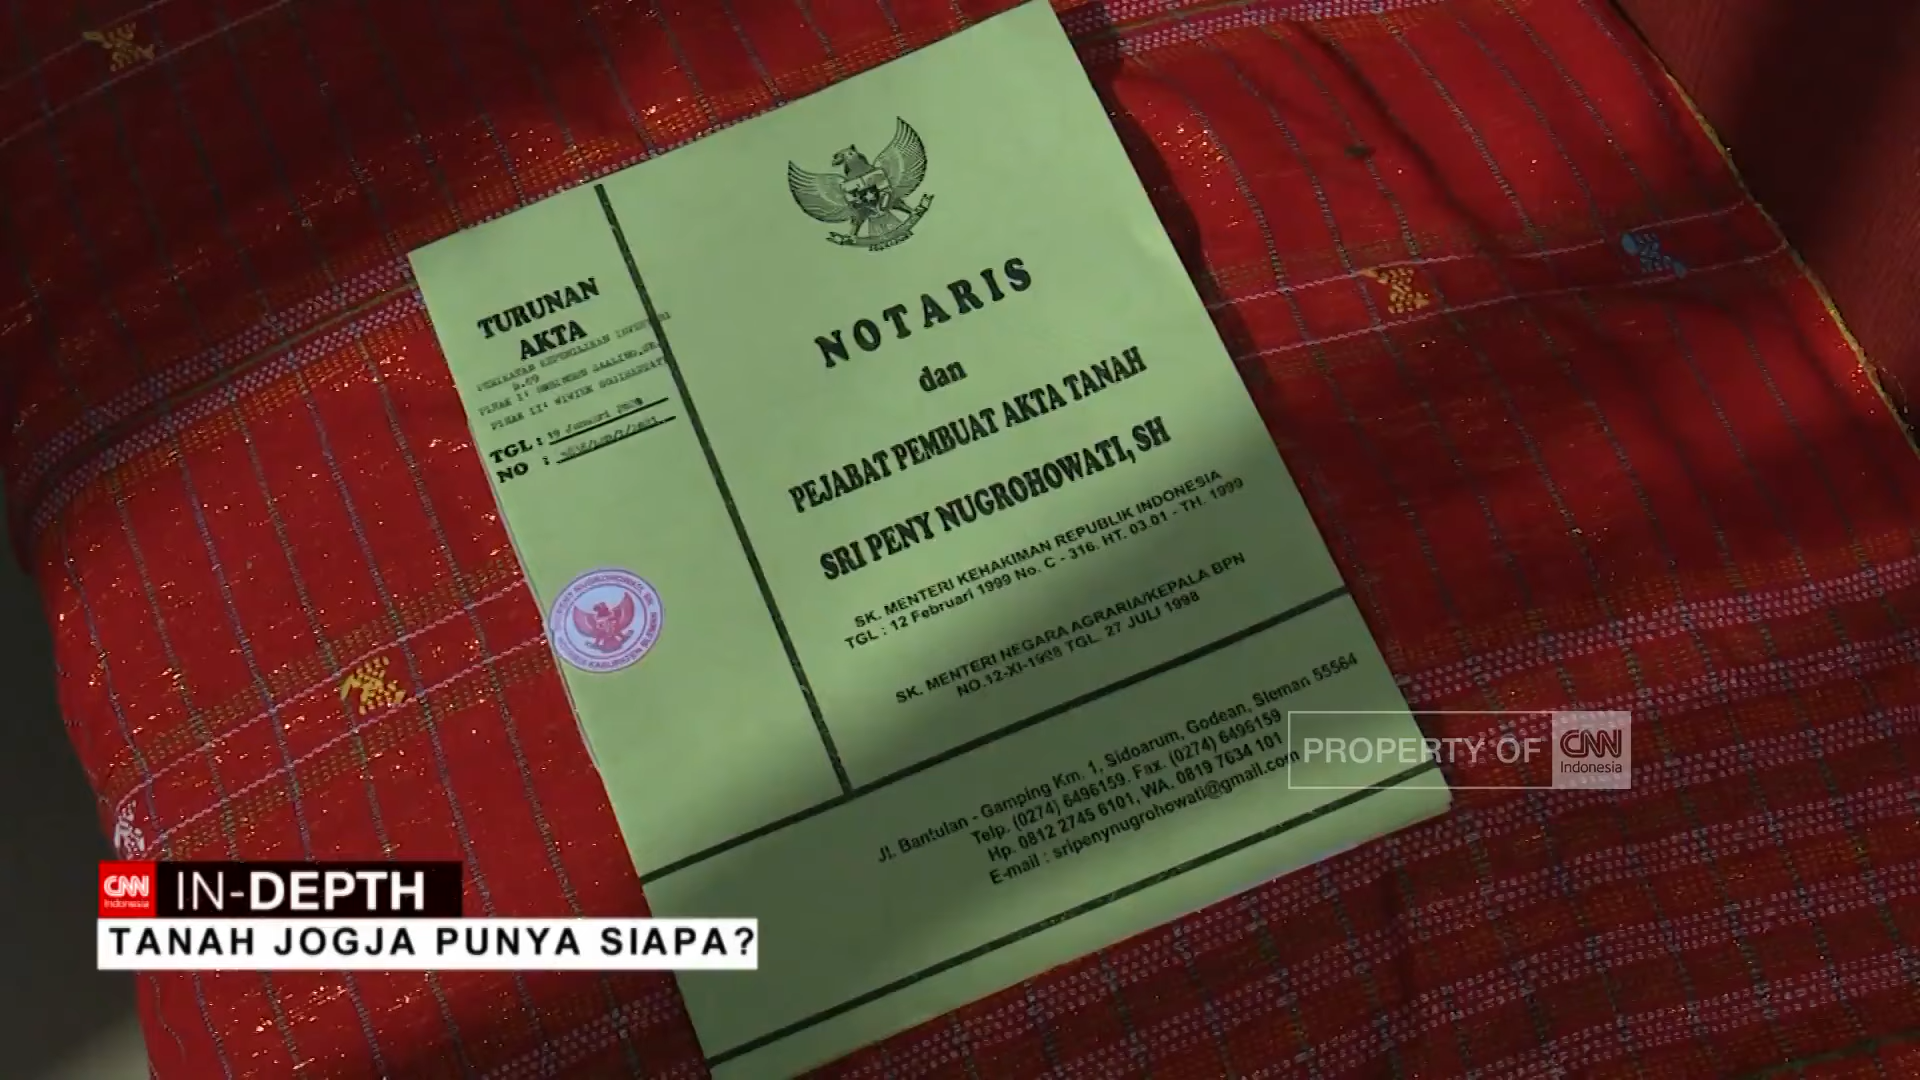 TURUNAN
AKTA
TGL : 19 Januari
NO :
NOTARIS
dan
PEJABAT PEMBUAT AKTA TANAH
SRI PENY NUGROHOWATI, SH
SK. MENTERI KEHAKIMAN REPUBLIK INDONESIA
TGL : 12 Februari 1999 No. C - 316. HT. 03.01 - TH. 1999
SK. MENTERI NEGARA AGRARIA/KEPALA BPN
NO.12-XI-1998 TGL. 27 JULI 1998
Jl. Bantulan - Gamping Km. 1, Sidoarum, Godean, Sleman 55564
Telp. (0274) 6496159. Fax. (0274) 6496159
Hp. 0812 2745 6101, WA. 0819 7634 101
E-mail : sripenynugrohowati@gmail.com
PROPERTY OF CNN Indonesia
CNN Indonesia IN-DEPTH
TANAH JOGJA PUNYA SIAPA?